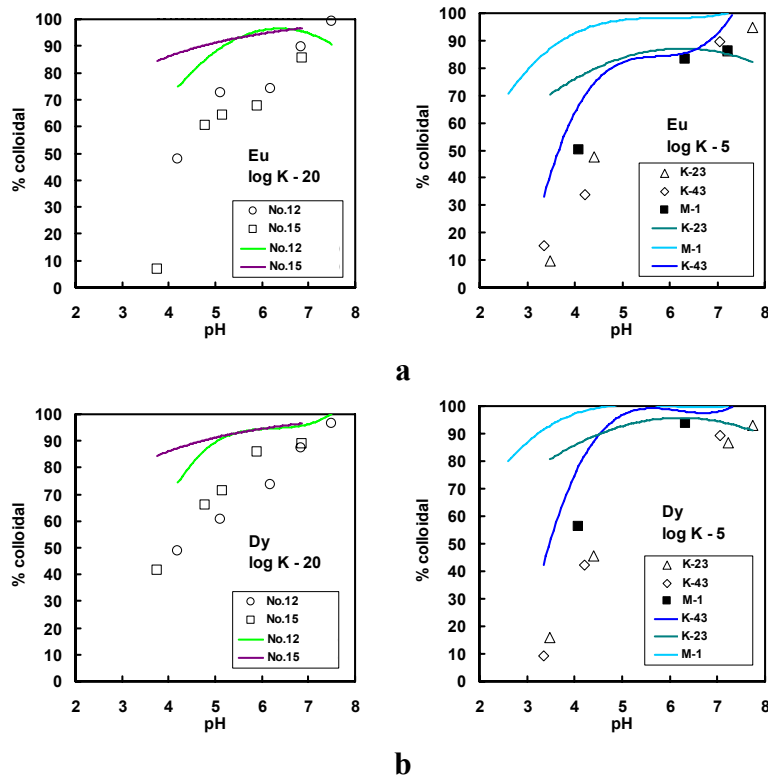 100
90
80
70
60
50
40
30
20
10
0
% colloidal
2 3 4 5 6 7 8
pH
Eu
log K - 20
No.12
No.15
No.12
No.15
100
90
80
70
60
50
40
30
20
10
0
% colloidal
2 3 4 5 6 7 8
pH
Eu
log K - 5
K-23
K-43
M-1
K-23
M-1
K-43
a
100
90
80
70
60
50
40
30
20
10
0
% colloidal
2 3 4 5 6 7 8
pH
Dy
log K - 20
No.12
No.15
No.12
No.15
100
90
80
70
60
50
40
30
20
10
0
% colloidal
2 3 4 5 6 7 8
pH
Dy
log K - 5
K-23
K-43
M-1
K-43
K-23
M-1
b